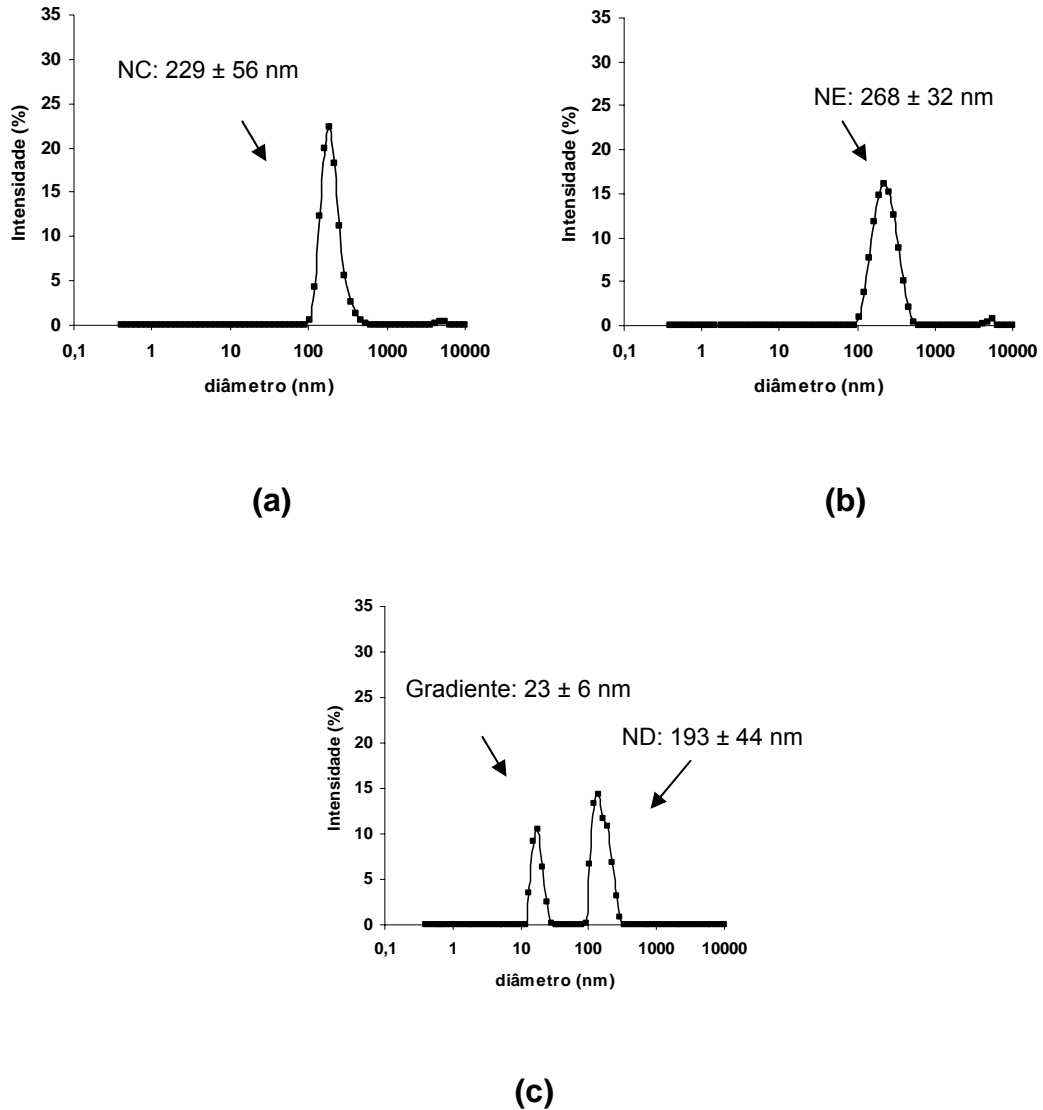 35
30
25
20
15
10
5
0
Intensidade (%)
NC: 229 ± 56 nm
0,1 1 10 100 1000 10000
diâmetro (nm)
(a)
35
30
25
20
15
10
5
0
Intensidade (%)
NE: 268 ± 32 nm
0,1 1 10 100 1000 10000
diâmetro (nm)
(b)
35
30
25
20
15
10
5
0
Intensidade (%)
Gradiente: 23 ± 6 nm
ND: 193 ± 44 nm
0,1 1 10 100 1000 10000
diâmetro (nm)
(c)